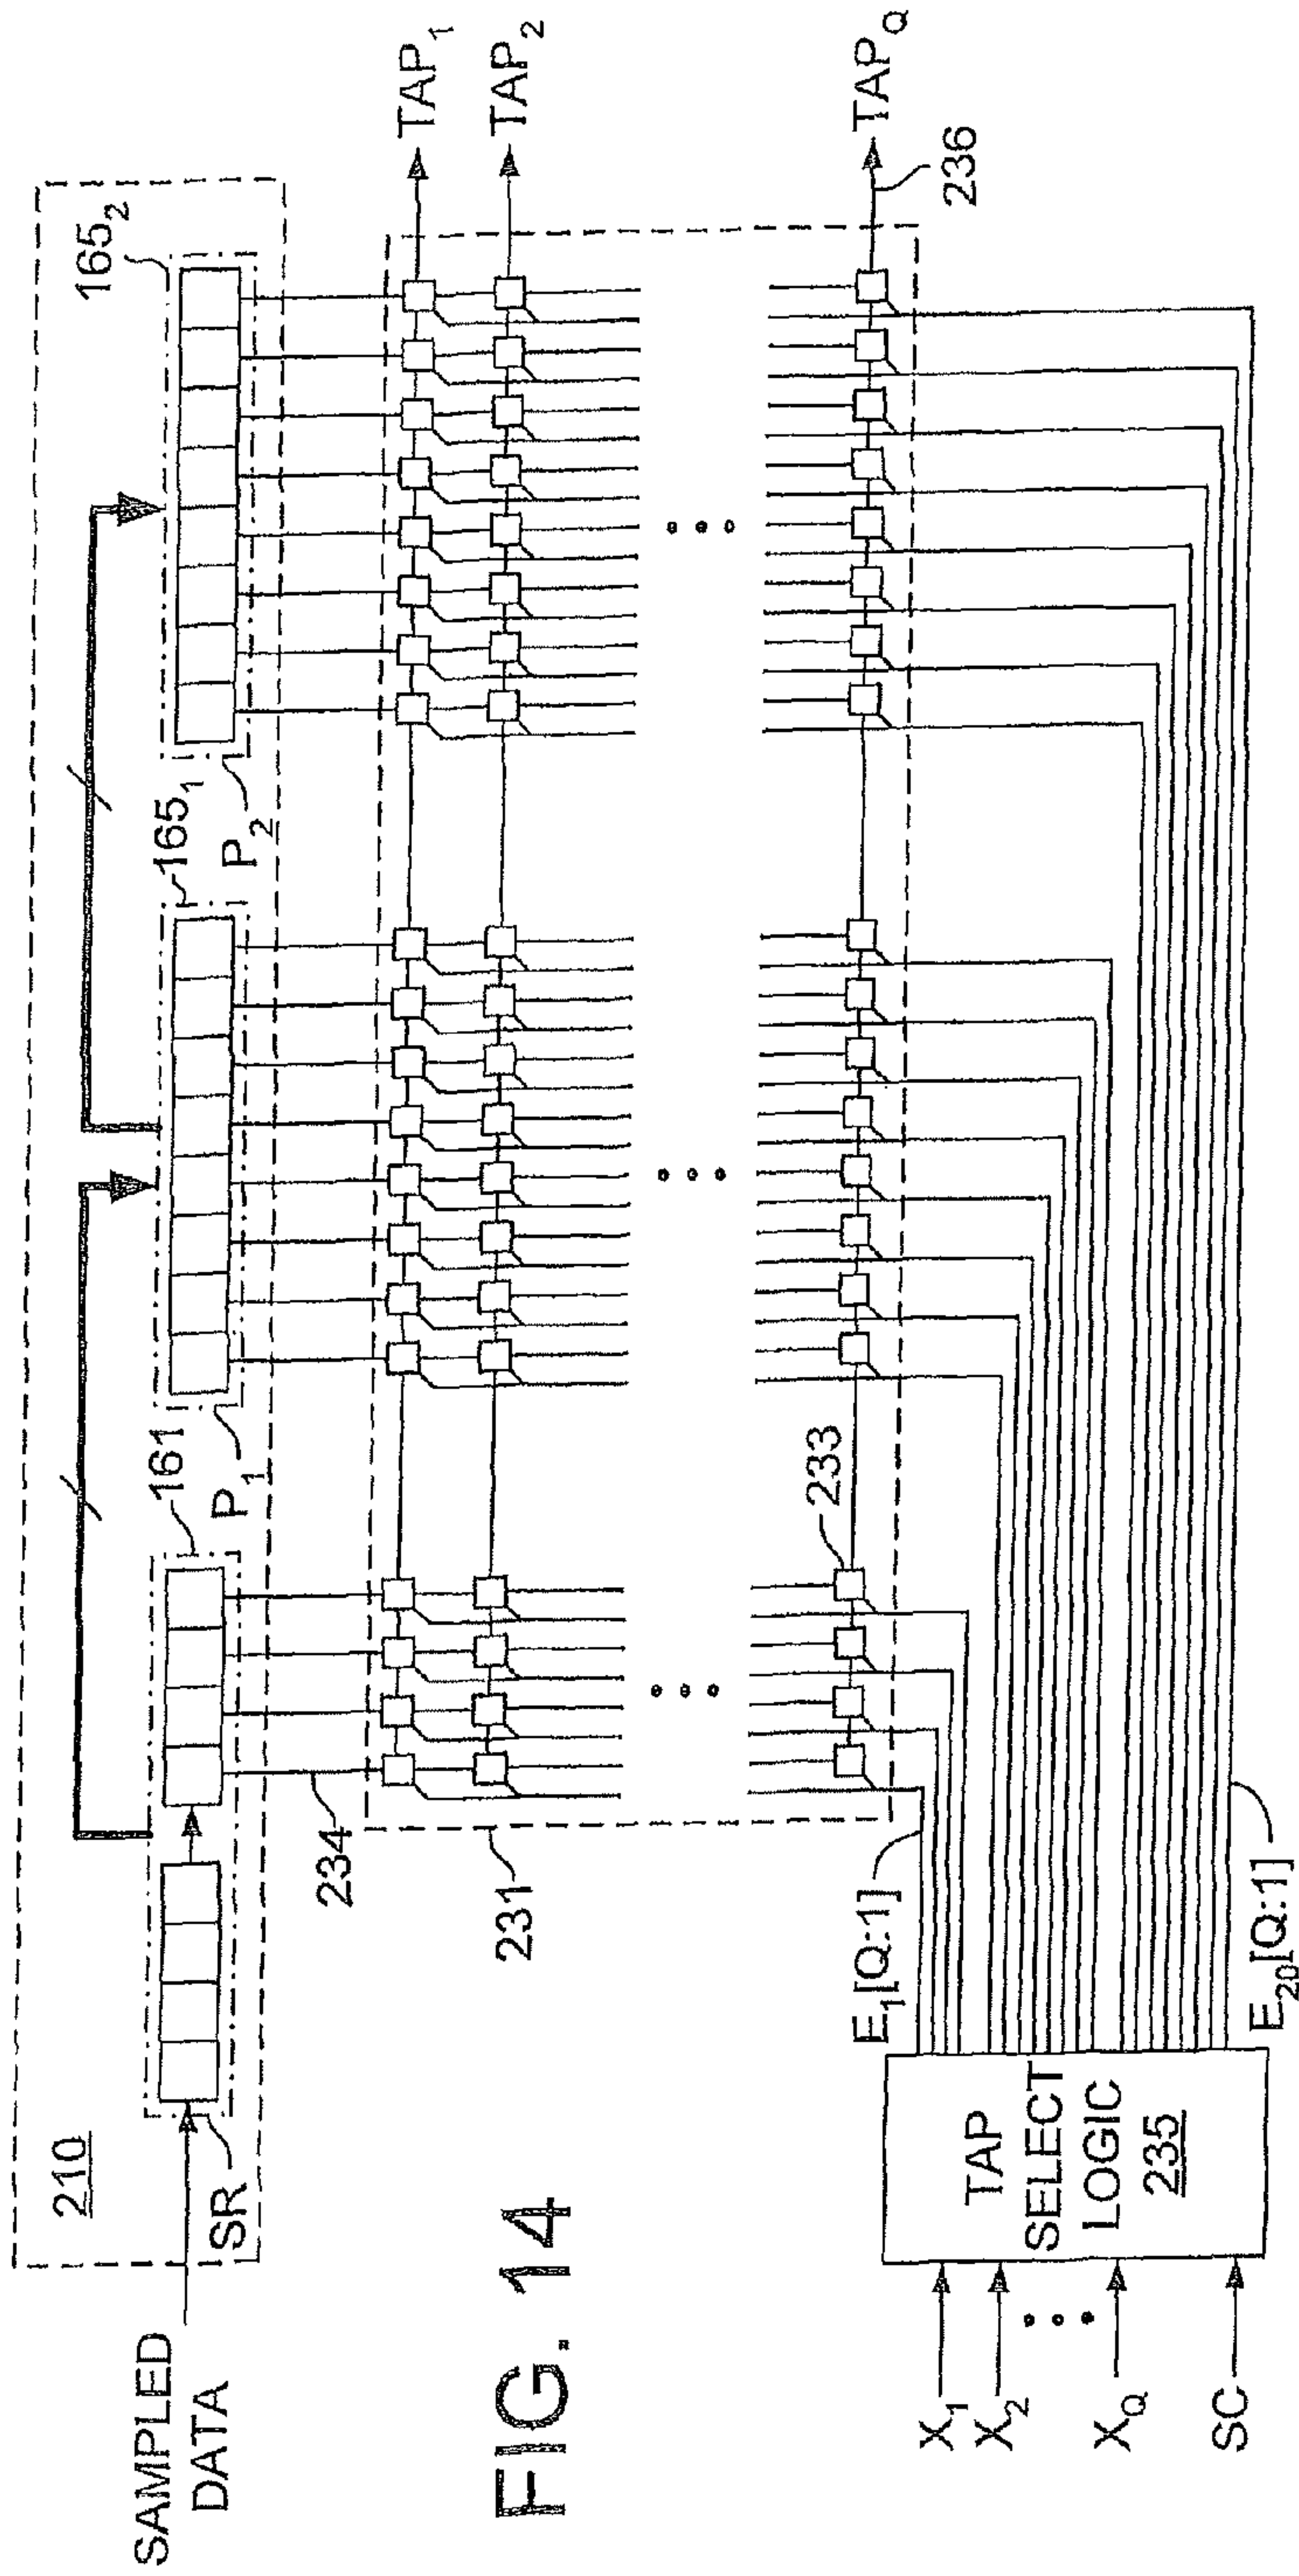 210
SAMPLED
DATA
SR
161
P1
165₁
P2
165₂
TAP1
TAP2
TAPQ
236
234
231
233
E1[Q:1]
E20[Q:1]
TAP
SELECT
LOGIC
235
X1
X2
XQ
SC
FIG. 14